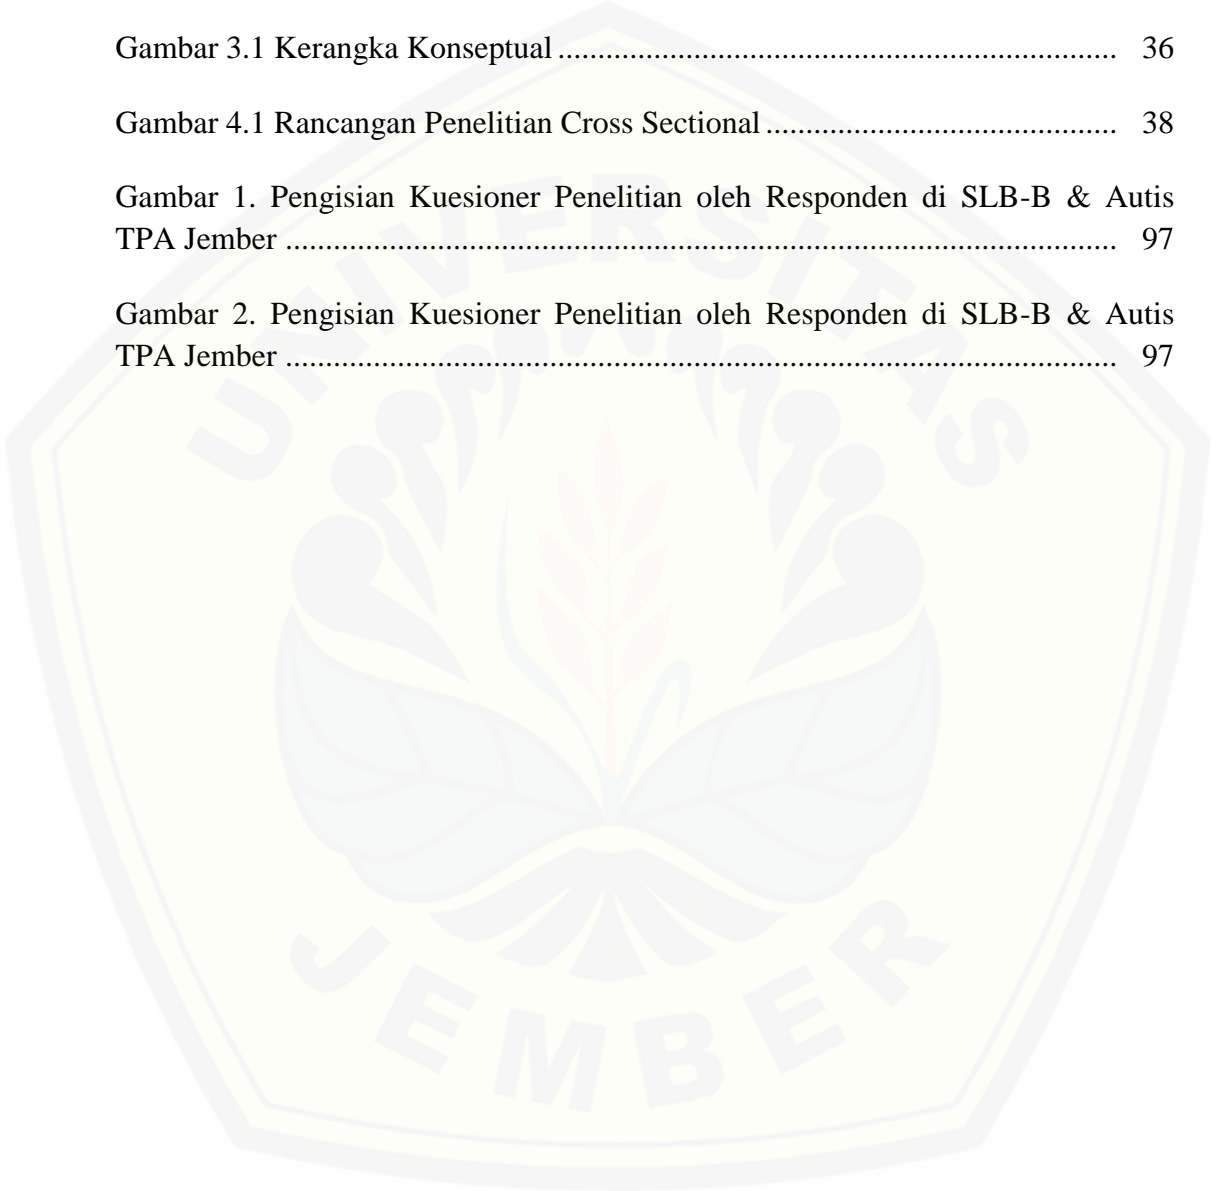 Gambar 3.1 Kerangka Konseptual ...................................................................... 36
Gambar 4.1 Rancangan Penelitian Cross Sectional ............................................ 38
Gambar 1. Pengisian Kuesioner Penelitian oleh Responden di SLB-B & Autis
TPA Jember ........................................................................................................ 97
Gambar 2. Pengisian Kuesioner Penelitian oleh Responden di SLB-B & Autis
TPA Jember ........................................................................................................ 97
UNIVERSITAS
JEMBER